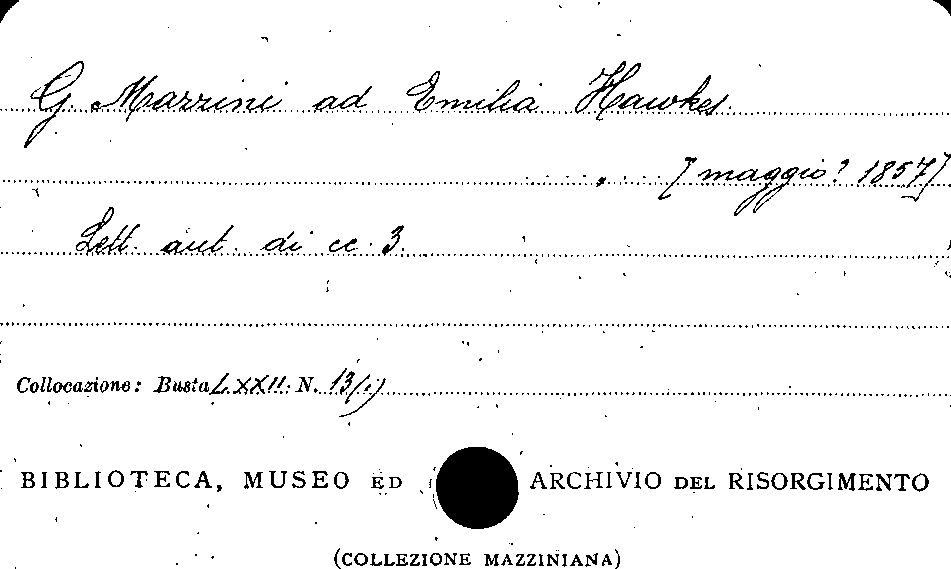 G. Mazzini ad Emilia Hawkes.
[maggio? 1857]
Lett. aut. di cc. 3.
Collocazione: Busta LXXII. N. 13(1)
BIBLIOTECA, MUSEO ED ARCHIVIO DEL RISORGIMENTO
(COLLEZIONE MAZZINIANA)